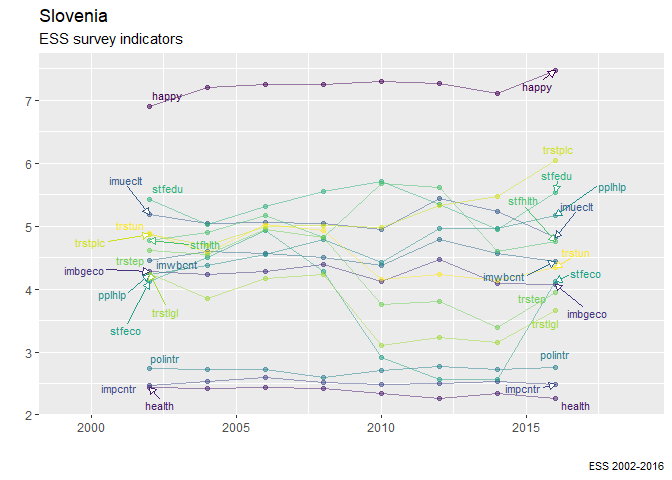 Slovenia
ESS survey indicators
7
6
5
4
3
2
happy
happy
trstplc
imueclt
stfedu
stfedu
pplhlp
stfhlth
imueclt
trstun
trstplc
stfhlth
trstun
trstep
imwbcnt
imbgeco
imwbcnt
stfeco
pplhlp
trstep
trstlgl
imbgeco
trstlgl
stfeco
polintr
polintr
impcntr
impcntr
health
health
2000
2005
2010
2015
ESS 2002-2016